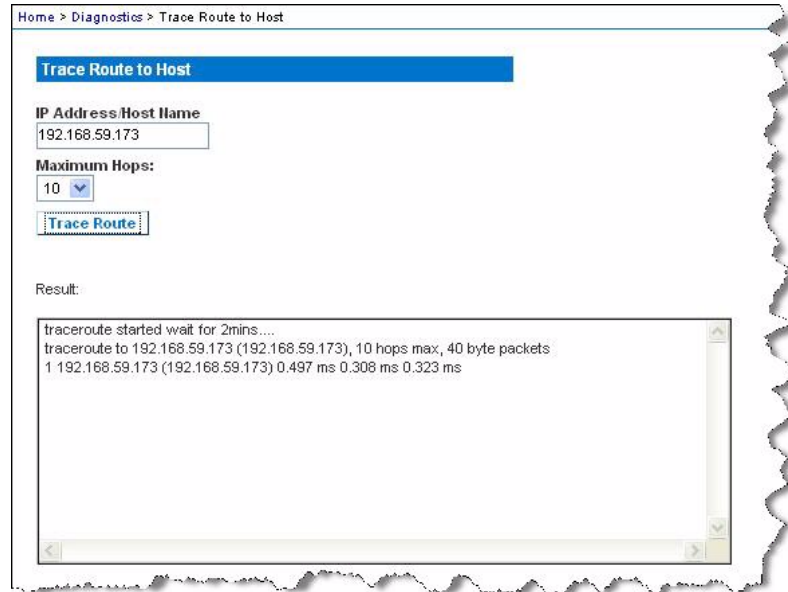 Home > Diagnostics > Trace Route to Host
Trace Route to Host
IP Address/Host Name
192.168.59.173
Maximum Hops:
10
Trace Route
Result:
traceroute started wait for 2mins....
traceroute to 192.168.59.173 (192.168.59.173), 10 hops max, 40 byte packets
1 192.168.59.173 (192.168.59.173) 0.497 ms 0.308 ms 0.323 ms